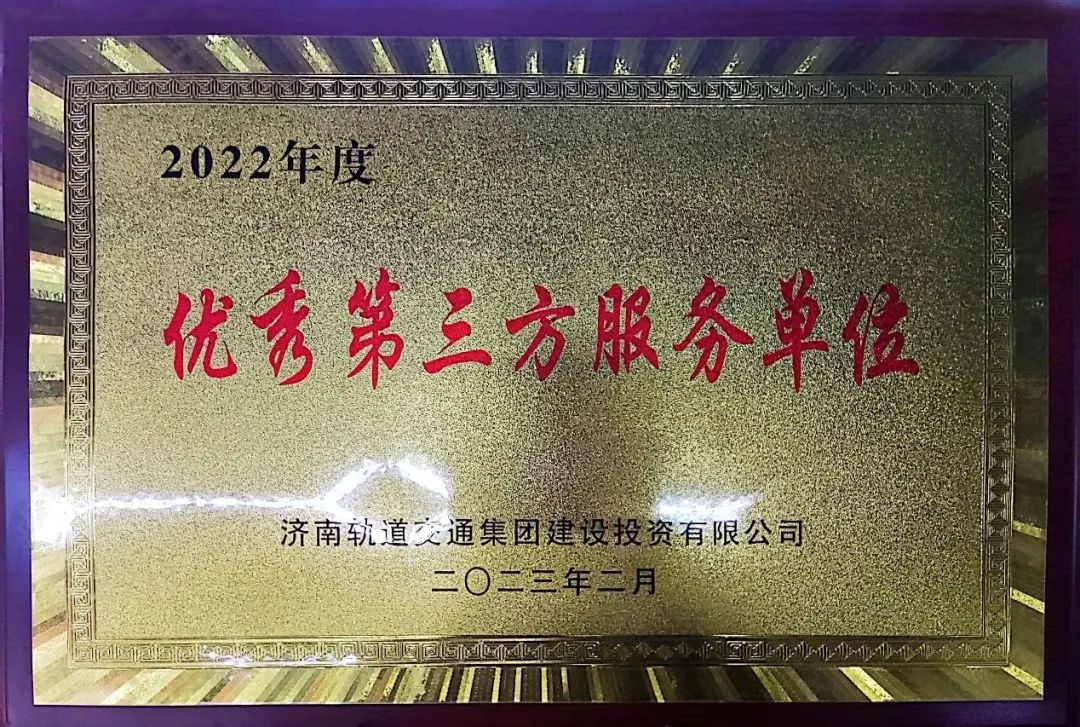 2022年度
优秀第三方服务单位
济南轨道交通集团建设投资有限公司
二〇二三年二月